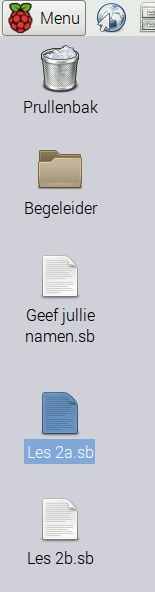 Menu
Prullenbak
Begeleider
Geef jullie
namen.sb
Les 2a.sb
Les 2b.sb